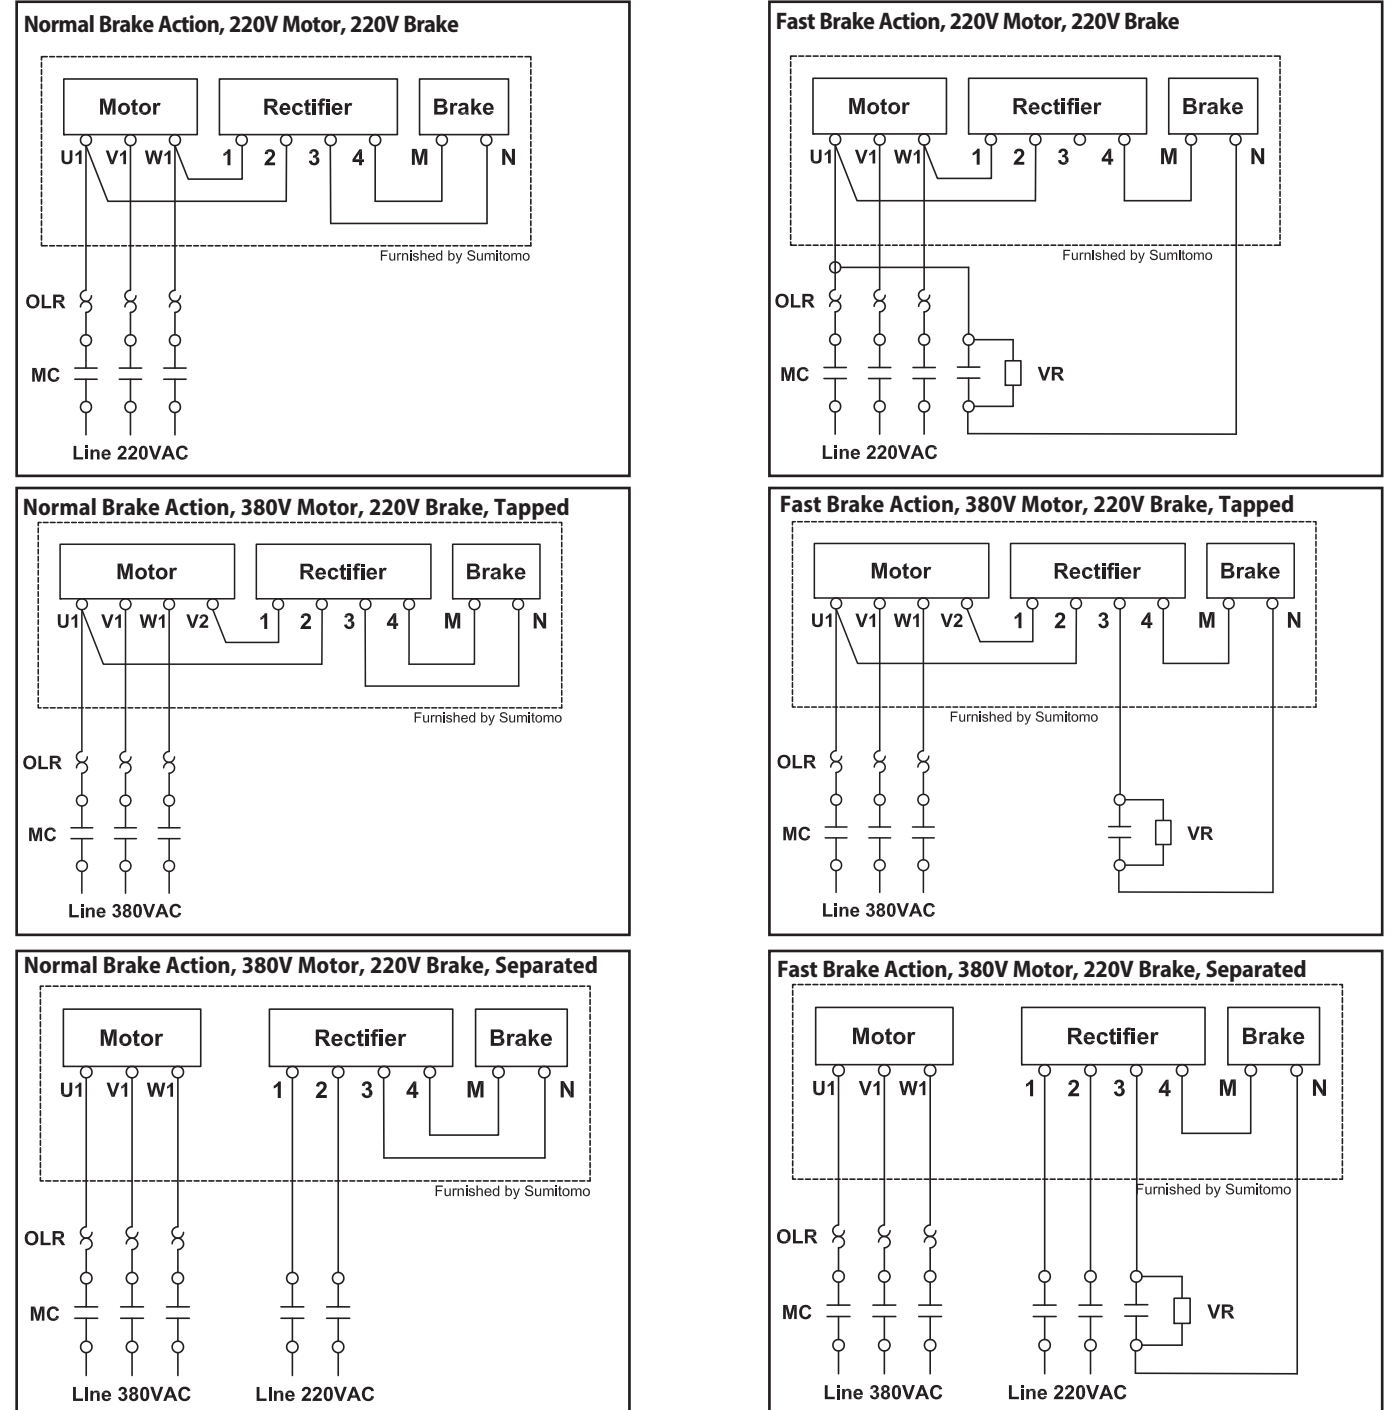 Normal Brake Action, 220V Motor, 220V Brake
Motor Rectifier Brake
U1 V1 W1 1 2 3 4 M N
Furnished by Sumitomo
OLR
MC
Line 220VAC
Fast Brake Action, 220V Motor, 220V Brake
Motor Rectifier Brake
U1 V1 W1 1 2 3 4 M N
Furnished by Sumitomo
OLR
MC VR
Line 220VAC
Normal Brake Action, 380V Motor, 220V Brake, Tapped
Motor Rectifier Brake
U1 V1 W1 V2 1 2 3 4 M N
Furnished by Sumitomo
OLR
MC
Line 380VAC
Fast Brake Action, 380V Motor, 220V Brake, Tapped
Motor Rectifier Brake
U1 V1 W1 V2 1 2 3 4 M N
Furnished by Sumitomo
OLR
MC VR
Line 380VAC
Normal Brake Action, 380V Motor, 220V Brake, Separated
Motor Rectifier Brake
U1 V1 W1 1 2 3 4 M N
Furnished by Sumitomo
OLR
MC
Line 380VAC Line 220VAC
Fast Brake Action, 380V Motor, 220V Brake, Separated
Motor Rectifier Brake
U1 V1 W1 1 2 3 4 M N
Furnished by Sumitomo
OLR
MC VR
Line 380VAC Line 220VAC